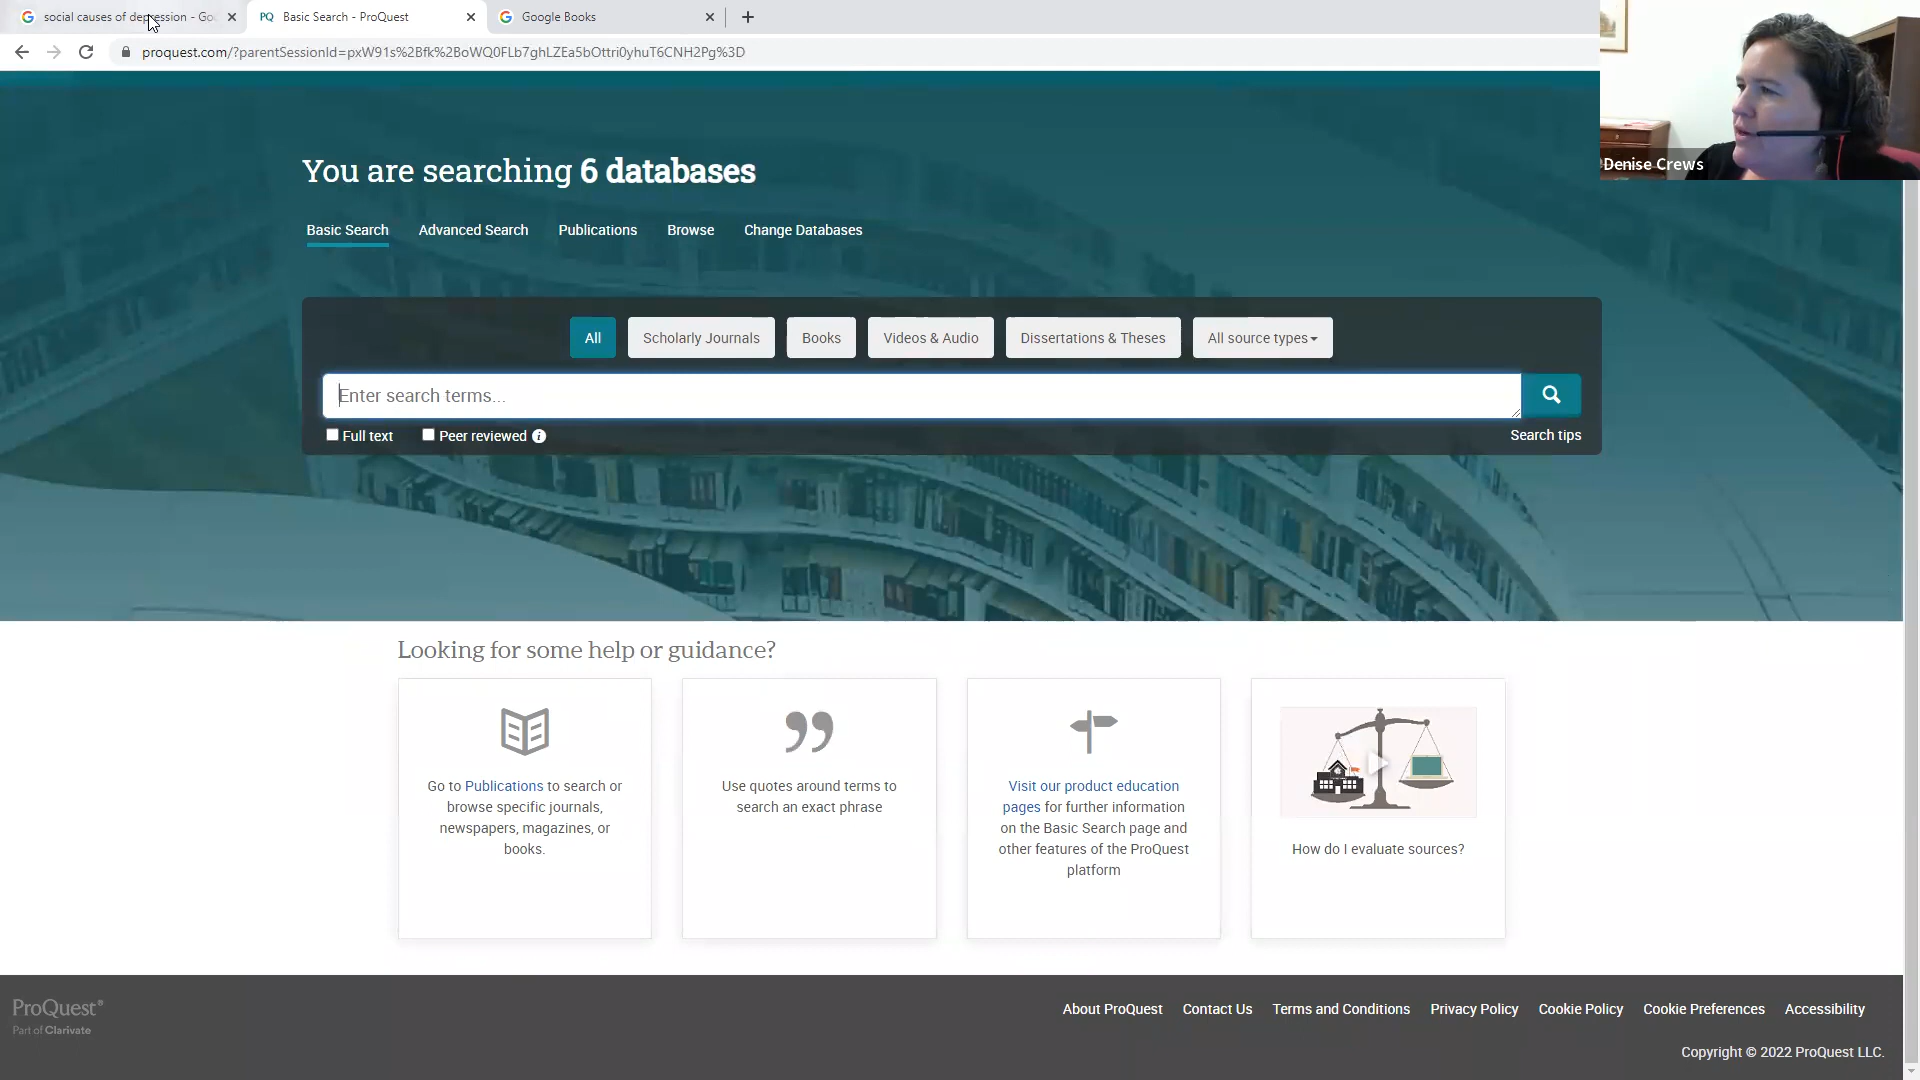 social causes of depression - Goo
Basic Search - ProQuest
Google Books
proquest.com/?parentSessionId=pxW91s%2Bfk%2BoWQ0FLb7ghLZEa5bOttri0yhuT6CNH2Pg%3D
Denise Crews
You are searching 6 databases
Basic Search
Advanced Search
Publications
Browse
Change Databases
All
Scholarly Journals
Books
Videos & Audio
Dissertations & Theses
All source types
Enter search terms...
Full text
Peer reviewed
Search tips
Looking for some help or guidance?
Go to Publications to search or
browse specific journals,
newspapers, magazines, or
books.
Use quotes around terms to
search an exact phrase
Visit our product education
pages for further information
on the Basic Search page and
other features of the ProQuest
platform
How do I evaluate sources?
ProQuest®
Part of Clarivate
About ProQuest
Contact Us
Terms and Conditions
Privacy Policy
Cookie Policy
Cookie Preferences
Accessibility
Copyright © 2022 ProQuest LLC.